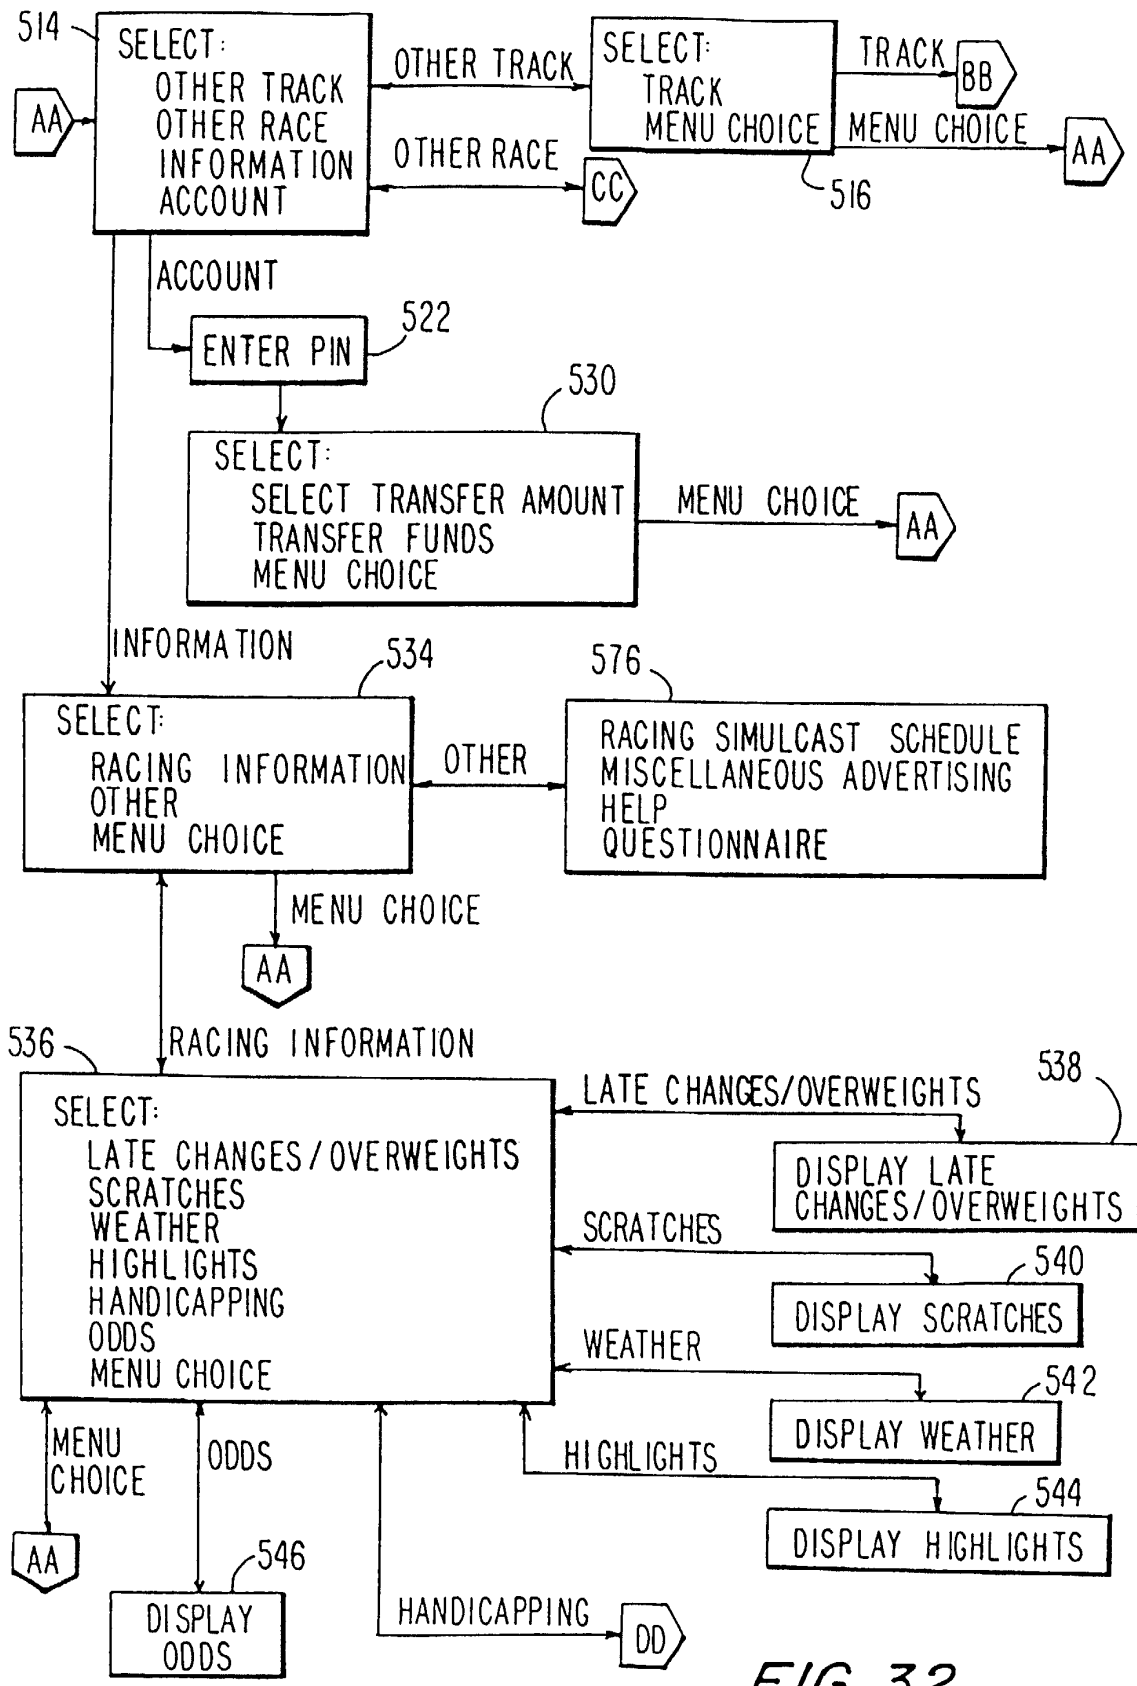 514
SELECT:
OTHER TRACK
OTHER RACE
INFORMATION
ACCOUNT
AA
OTHER TRACK
OTHER RACE
CC
SELECT:
TRACK
MENU CHOICE
516
TRACK
BB
MENU CHOICE
AA
ACCOUNT
ENTER PIN
522
530
SELECT:
SELECT TRANSFER AMOUNT
TRANSFER FUNDS
MENU CHOICE
MENU CHOICE
AA
INFORMATION
534
SELECT:
RACING INFORMATION
OTHER
MENU CHOICE
OTHER
576
RACING SIMULCAST SCHEDULE
MISCELLANEOUS ADVERTISING
HELP
QUESTIONNAIRE
MENU CHOICE
AA
RACING INFORMATION
536
SELECT:
LATE CHANGES/OVERWEIGHTS
SCRATCHES
WEATHER
HIGHLIGHTS
HANDICAPPING
ODDS
MENU CHOICE
LATE CHANGES/OVERWEIGHTS
538
DISPLAY LATE
CHANGES/OVERWEIGHTS
SCRATCHES
540
DISPLAY SCRATCHES
WEATHER
542
DISPLAY WEATHER
HIGHLIGHTS
544
DISPLAY HIGHLIGHTS
MENU
CHOICE
AA
ODDS
546
DISPLAY
ODDS
HANDICAPPING
DD
FIG. 32